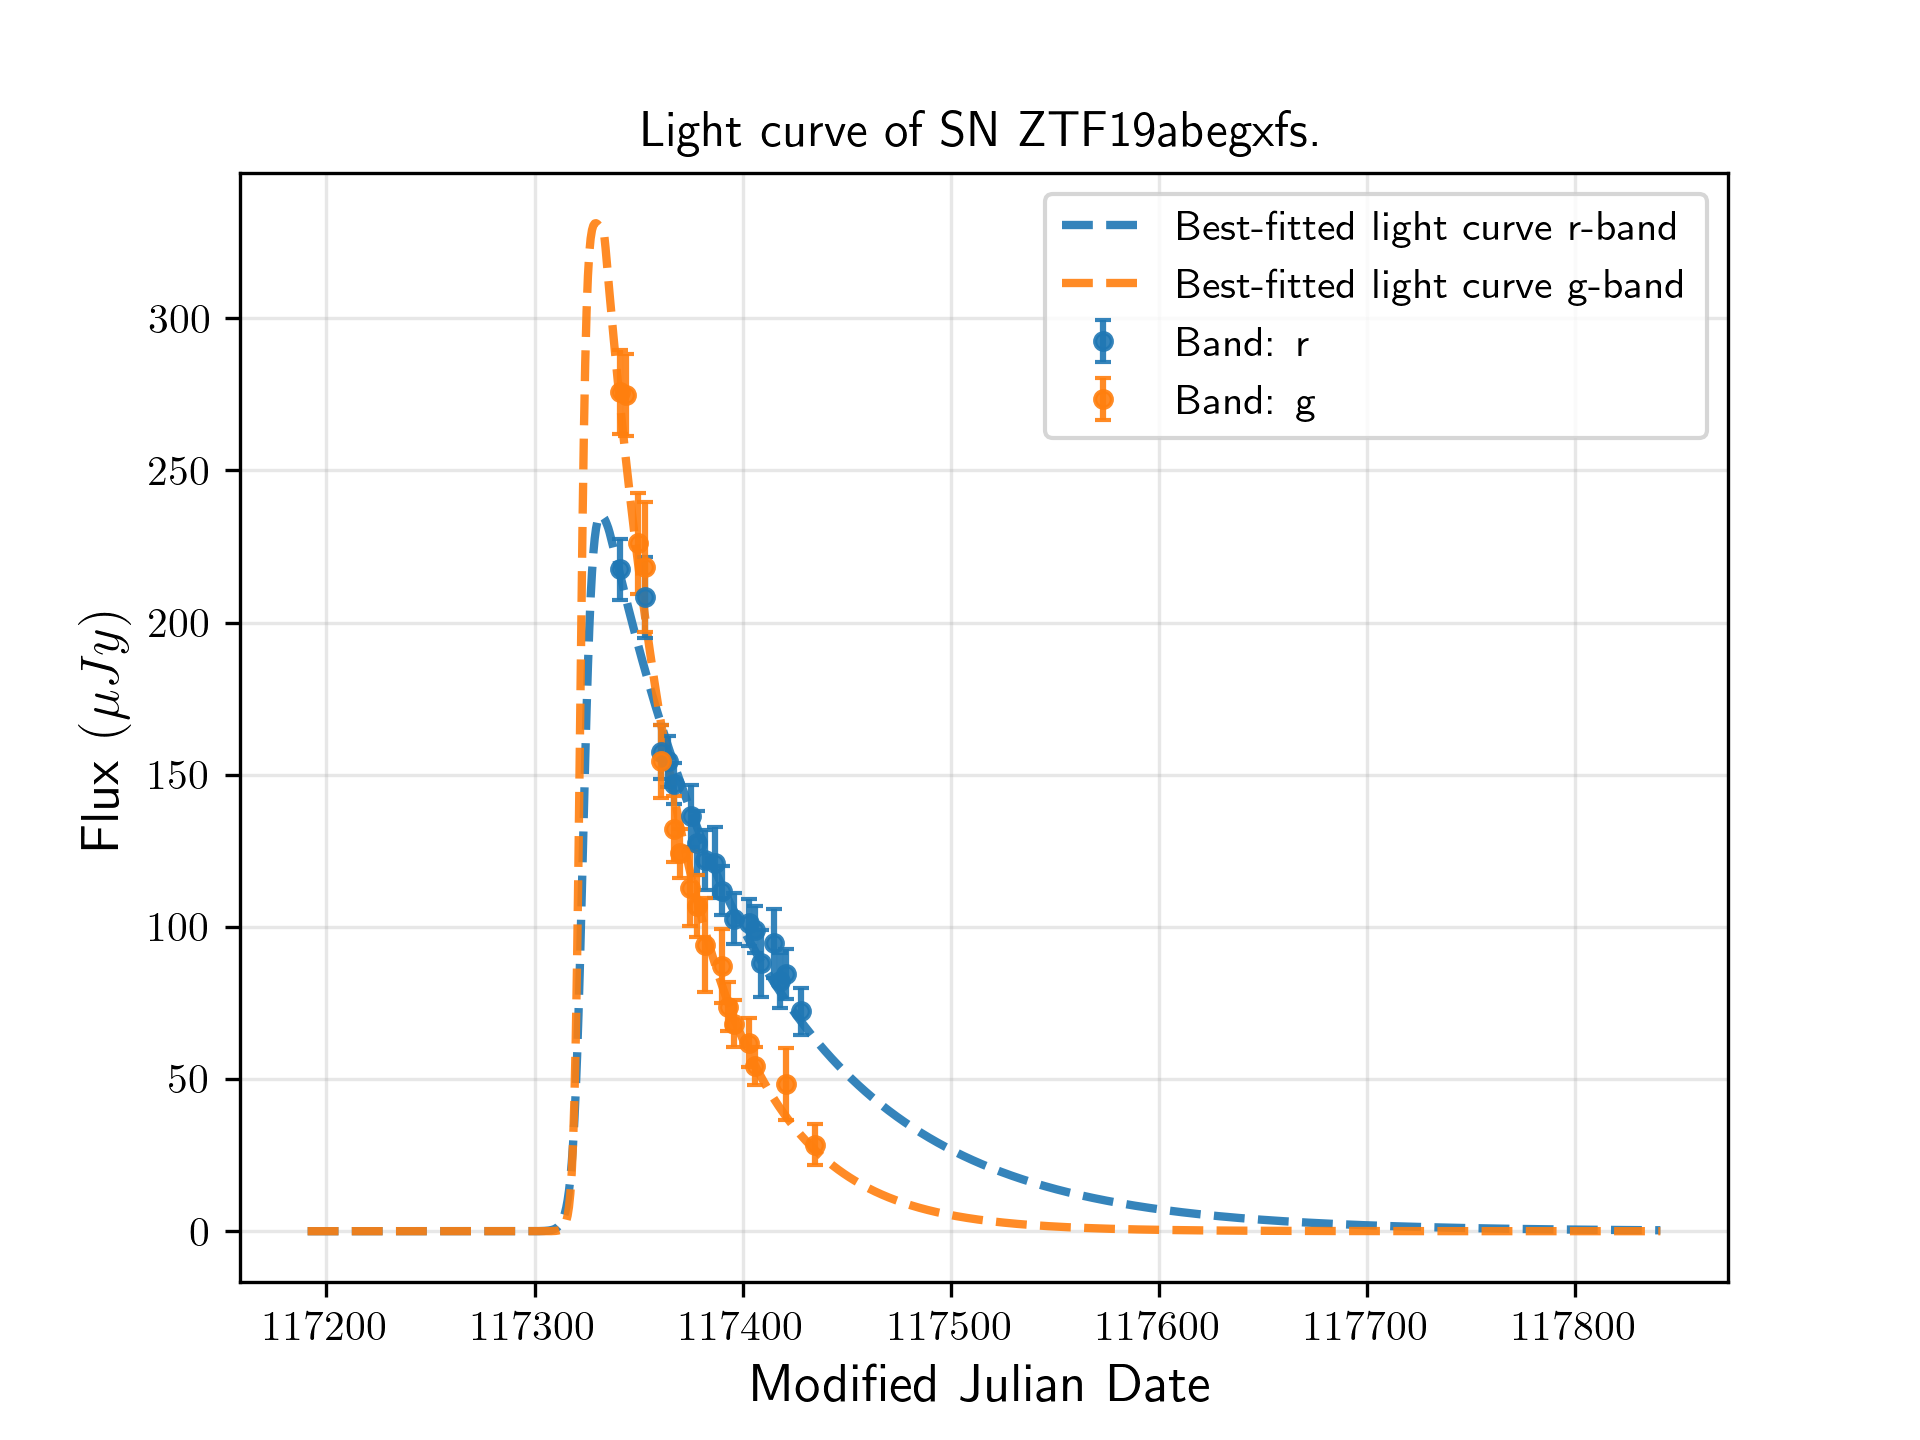 Light curve of SN ZTF19abegxfs.
Best-fitted light curve r-band
Best-fitted light curve g-band
Band: r
Band: g
Flux (μJy)
300
250
200
150
100
50
0
117200 117300 117400 117500 117600 117700 117800
Modified Julian Date